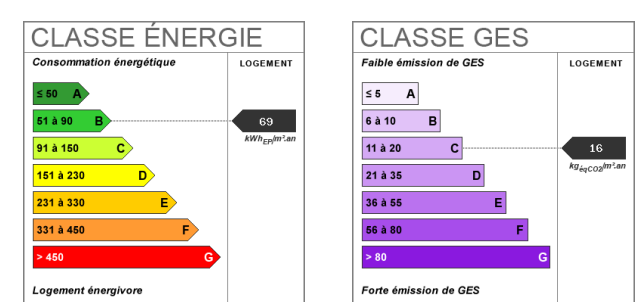 CLASSE ÉNERGIE
Consommation énergétique
LOGEMENT
≤ 50 A
51 à 90 B
69
kWhEP/m².an
91 à 150 C
151 à 230 D
231 à 330 E
331 à 450 F
> 450 G
Logement énergivore
CLASSE GES
Faible émission de GES
LOGEMENT
≤ 5 A
6 à 10 B
11 à 20 C
16
kgéqCO2/m².an
21 à 35 D
36 à 55 E
56 à 80 F
> 80 G
Forte émission de GES